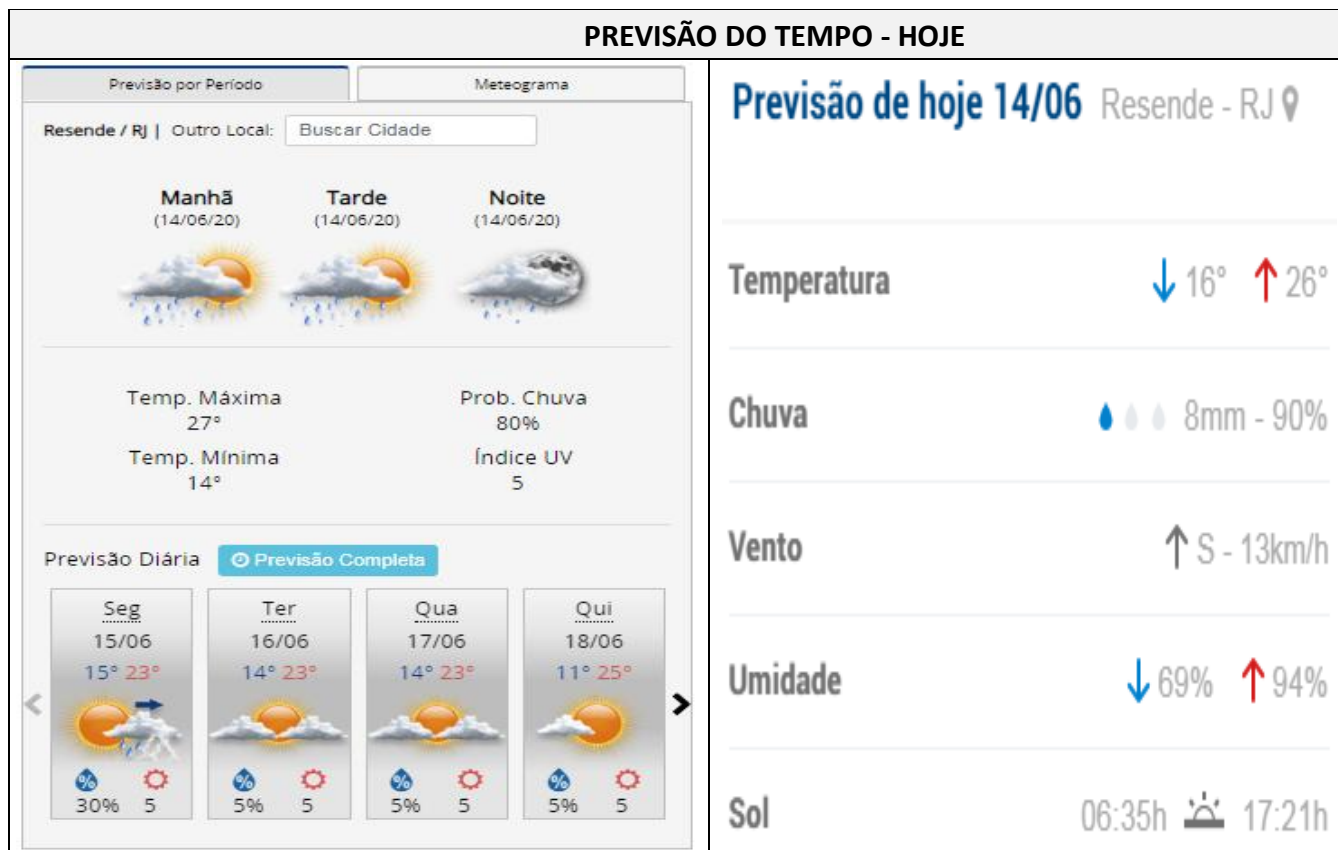 PREVISÃO DO TEMPO - HOJE
Previsão por Período
Meteograma
Resende / RJ | Outro Local: Buscar Cidade
Manhã Tarde Noite
(14/06/20) (14/06/20) (14/06/20)
Temp. Máxima Prob. Chuva
27° 80%
Temp. Mínima Índice UV
14° 5
Previsão Diária Previsão Completa
Seg Ter Qua Qui
15/06 16/06 17/06 18/06
15° 23° 14° 23° 14° 23° 11° 25°
% % % %
30% 5 5% 5 5% 5 5% 5
Previsão de hoje 14/06 Resende - RJ
Temperatura ↓ 16° ↑ 26°
Chuva 8mm - 90%
Vento ↑ S - 13km/h
Umidade ↓ 69% ↑ 94%
Sol 06:35h 17:21h